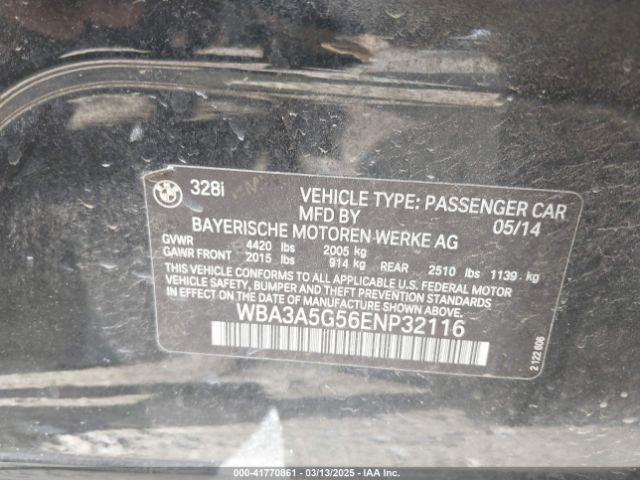 328i
VEHICLE TYPE: PASSENGER CAR
MFD BY 05/14
BAYERISCHE MOTOREN WERKE AG
GVWR 4420 lbs 2005 kg
GAWR FRONT 2015 lbs 914 kg REAR 2510 lbs 1139 kg
THIS VEHICLE CONFORMS TO ALL APPLICABLE U.S. FEDERAL MOTOR
VEHICLE SAFETY, BUMPER AND THEFT PREVENTION STANDARDS
IN EFFECT ON THE DATE OF MANUFACTURE SHOWN ABOVE.
WBA3A5G56ENP32116
2 122 606
000-41770861 - 03/13/2025 - IAA Inc.